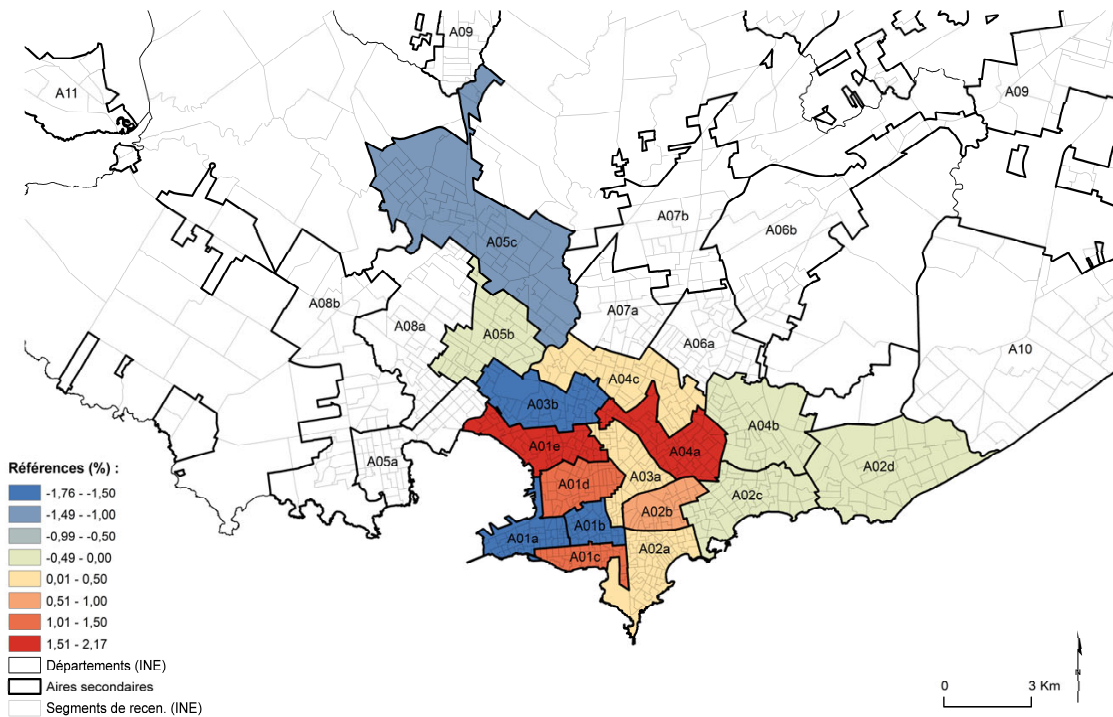 A09
A11
A09
A07b
A06b
A05c
A08b
A07a
A08a
A05b
A06a
A10
A04c
A03b
A04b
A01e
A04a
A05a
A02d
A03a
A01d
A02c
A02b
A01b
A01a
A02a
A01c
Références (%) :
-1,76 - -1,50
-1,49 - -1,00
-0,99 - -0,50
-0,49 - 0,00
0,01 - 0,50
0,51 - 1,00
1,01 - 1,50
1,51 - 2,17
Départements (INE)
Aires secondaires
Segments de recen. (INE)
N
0 3 Km